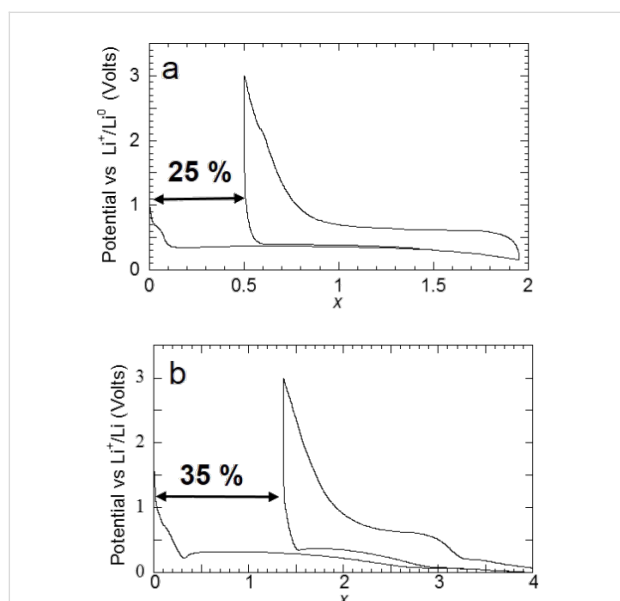 a
Potential vs Li⁺/Li⁰ (Volts)
3
2
1
0
25 %
0 0.5 1 1.5 2
x
b
Potential vs Li⁺/Li (Volts)
3
2
1
0
35 %
0 1 2 3 4
x